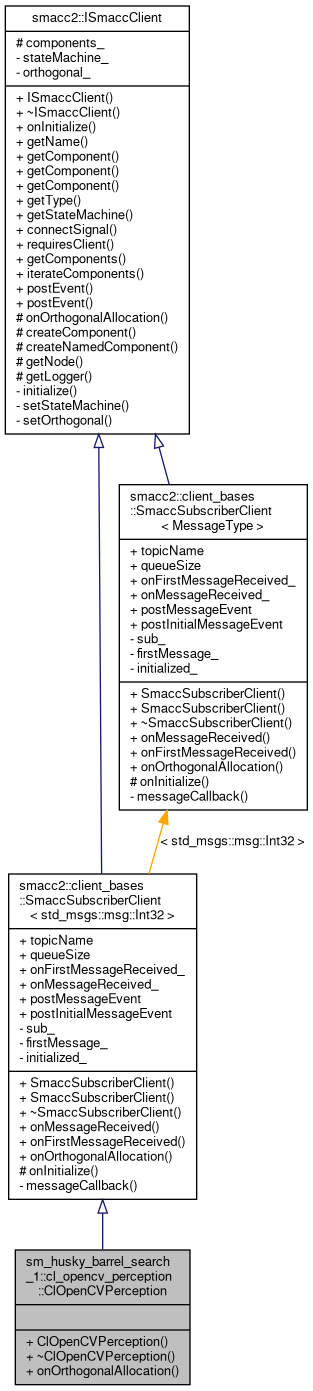 smacc2::ISmaccClient
# components_
- stateMachine_
- orthogonal_
+ ISmaccClient()
+ ~ISmaccClient()
+ onInitialize()
+ getName()
+ getComponent()
+ getComponent()
+ getComponent()
+ getType()
+ getStateMachine()
+ connectSignal()
+ requiresClient()
+ getComponents()
+ iterateComponents()
+ postEvent()
+ postEvent()
# onOrthogonalAllocation()
# createComponent()
# createNamedComponent()
# getNode()
# getLogger()
- initialize()
- setStateMachine()
- setOrthogonal()
smacc2::client_bases
::SmaccSubscriberClient
< MessageType >
+ topicName
+ queueSize
+ onFirstMessageReceived_
+ onMessageReceived_
+ postMessageEvent
+ postInitialMessageEvent
- sub_
- firstMessage_
- initialized_
+ SmaccSubscriberClient()
+ SmaccSubscriberClient()
+ ~SmaccSubscriberClient()
+ onMessageReceived()
+ onFirstMessageReceived()
+ onOrthogonalAllocation()
# onInitialize()
- messageCallback()
< std_msgs::msg::Int32 >
smacc2::client_bases
::SmaccSubscriberClient
< std_msgs::msg::Int32 >
+ topicName
+ queueSize
+ onFirstMessageReceived_
+ onMessageReceived_
+ postMessageEvent
+ postInitialMessageEvent
- sub_
- firstMessage_
- initialized_
+ SmaccSubscriberClient()
+ SmaccSubscriberClient()
+ ~SmaccSubscriberClient()
+ onMessageReceived()
+ onFirstMessageReceived()
+ onOrthogonalAllocation()
# onInitialize()
- messageCallback()
sm_husky_barrel_search
_1::cl_opencv_perception
::ClOpenCVPerception
+ ClOpenCVPerception()
+ ~ClOpenCVPerception()
+ onOrthogonalAllocation()